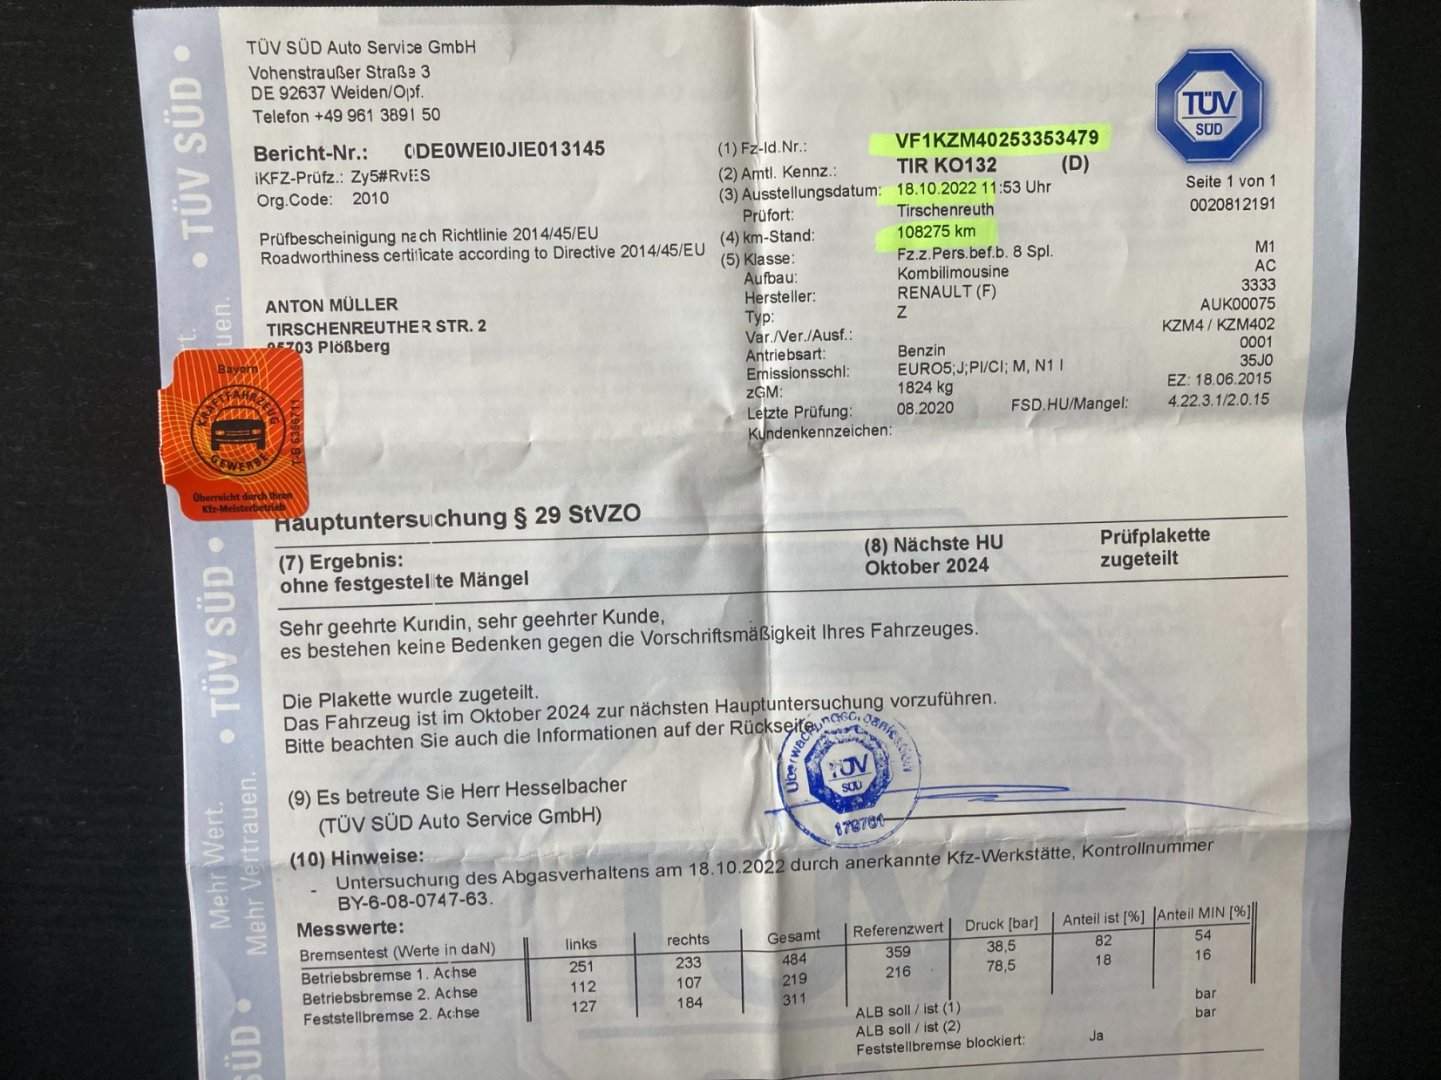 TÜV SÜD Auto Service GmbH
Vohenstraußer Straße 3
DE 92637 Weiden/Opf.
Telefon +49 961 3891 50
Bericht-Nr.: 0DE0WEI0JIE013145
iKFZ-Prüfz.: Zy5#RvES
Org.Code: 2010
Prüfbescheinigung nach Richtlinie 2014/45/EU
Roadworthiness certificate according to Directive 2014/45/EU
ANTON MÜLLER
TIRSCHENREUTHER STR. 2
95703 Plößberg
(1) Fz-Id.Nr.: VF1KZM40253353479
(2) Amtl. Kennz.: TIR KO132 (D)
(3) Ausstellungsdatum: 18.10.2022 11:53 Uhr
Prüfort: Tirschenreuth
(4) km-Stand: 108275 km
(5) Klasse: Fz.z.Pers.bef.b. 8 Spl. M1
Aufbau: Kombilimousine AC
Hersteller: RENAULT (F) 3333
Typ: Z AUK00075
Var./Ver./Ausf.: KZM4 / KZM402
Antriebsart: Benzin 0001
Emissionsschl: EURO5;J;PI/CI; M, N1 I 35J0
zGM: 1824 kg EZ: 18.06.2015
Letzte Prüfung: 08.2020 FSD.HU/Mangel: 4.22.3.1/2.0.15
Kundenkennzeichen:
TÜV
SÜD
Seite 1 von 1
0020812191
Bayern
KRAFTFAHRZEUG
GEWERBE
Überreicht durch Ihren
Kfz-Meisterbetrieb
Hauptuntersuchung § 29 StVZO
(7) Ergebnis:
ohne festgestellte Mängel
(8) Nächste HU
Oktober 2024
Prüfplakette
zugeteilt
Sehr geehrte Kundin, sehr geehrter Kunde,
es bestehen keine Bedenken gegen die Vorschriftsmäßigkeit Ihres Fahrzeuges.
Die Plakette wurde zugeteilt.
Das Fahrzeug ist im Oktober 2024 zur nächsten Hauptuntersuchung vorzuführen.
Bitte beachten Sie auch die Informationen auf der Rückseite.
Überwachungsorganisation
TÜV
SÜD
(9) Es betreute Sie Herr Hesselbacher
(TÜV SÜD Auto Service GmbH)
(10) Hinweise:
- Untersuchung des Abgasverhaltens am 18.10.2022 durch anerkannte Kfz-Werkstätte, Kontrollnummer
BY-6-08-0747-63.
Messwerte:
Bremsentest (Werte in daN) links rechts Gesamt Referenzwert Druck [bar] Anteil ist [%] Anteil MIN [%]
Betriebsbremse 1. Achse 251 233 484 359 38,5 82 54
Betriebsbremse 2. Achse 112 107 219 216 78,5 18 16
Feststellbremse 2. Achse 127 184 311
ALB soll / ist (1) bar
ALB soll / ist (2) bar
Feststellbremse blockiert: Ja
TÜV SÜD
TÜV SÜD
Mehr Wert.
Mehr Vertrauen.
SÜD